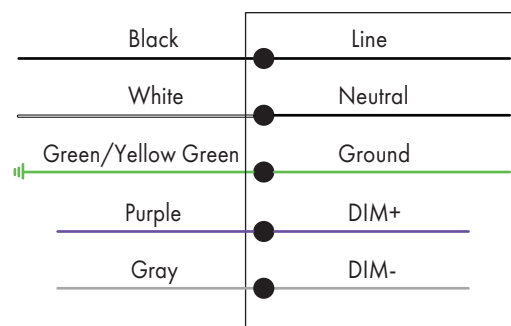 Black Line
White Neutral
Green/Yellow Green Ground
Purple DIM+
Gray DIM-